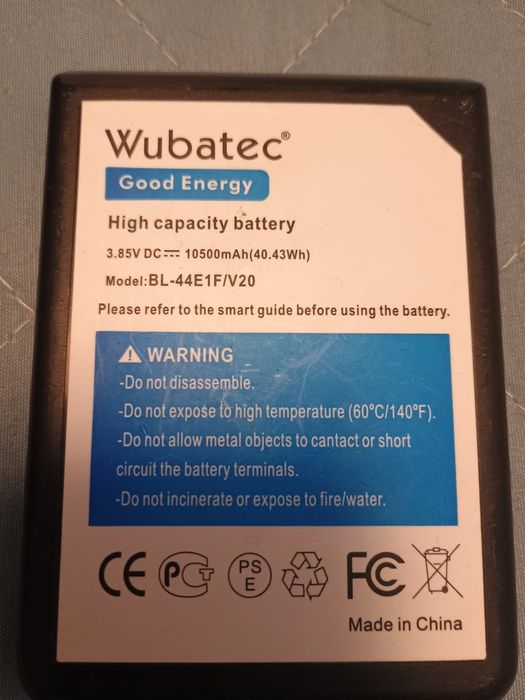 Wubatec®
Good Energy
High capacity battery
3.85V DC⎓ 10500mAh(40.43Wh)
Model:BL-44E1F/V20
Please refer to the smart guide before using the battery.
⚠ WARNING
-Do not disassemble.
-Do not expose to high temperature (60°C/140°F).
-Do not allow metal objects to cantact or short
circuit the battery terminals.
-Do not incinerate or expose to fire/water.
CE PCT PS E FC
Made in China